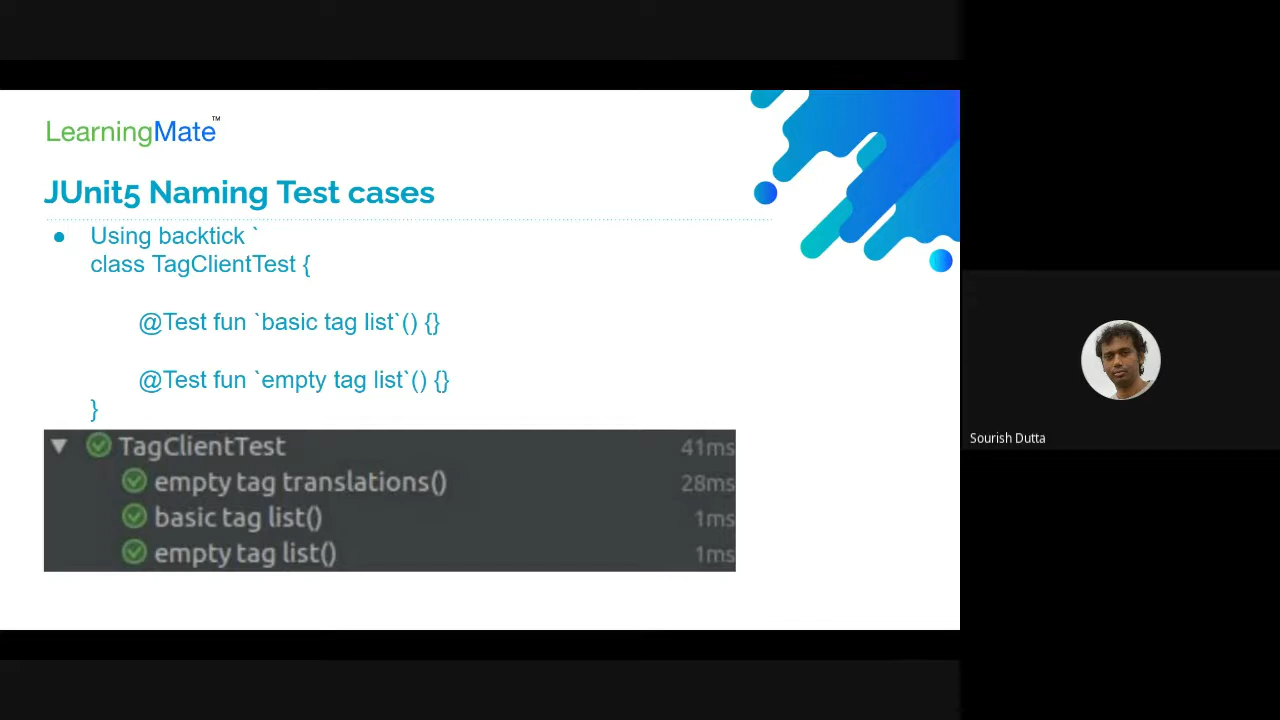 LearningMate™
JUnit5 Naming Test cases
● Using backtick `
class TagClientTest {
@Test fun `basic tag list`() {}
@Test fun `empty tag list`() {}
}
TagClientTest 41ms
empty tag translations() 28ms
basic tag list() 1ms
empty tag list() 1ms
Sourish Dutta